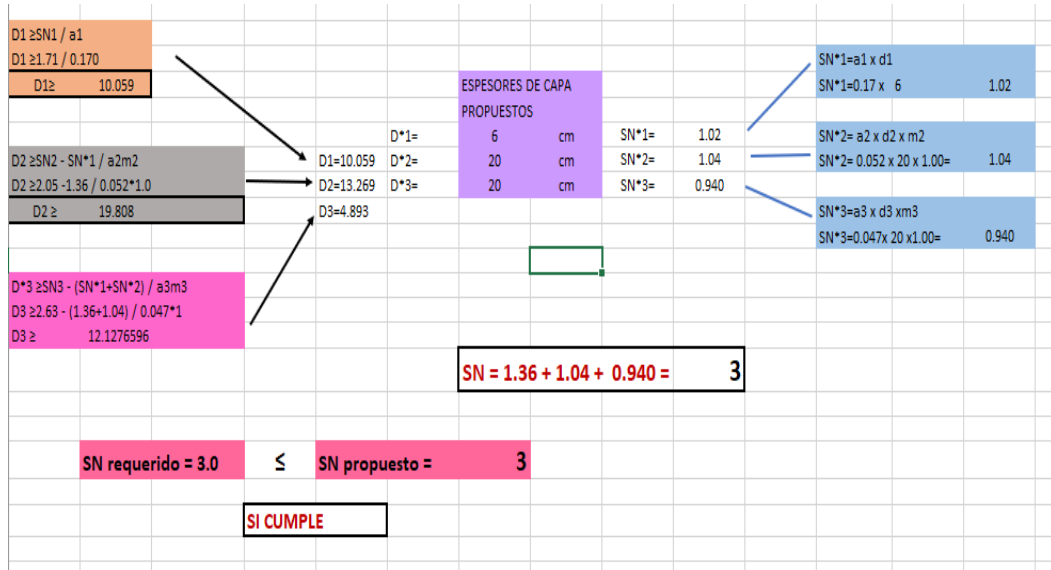 D1 ≥SN1 / a1
D1 ≥1.71 / 0.170
D1≥ 10.059
D2 ≥SN2 - SN*1 / a2m2
D2 ≥2.05 -1.36 / 0.052*1.0
D2 ≥ 19.808
D*3 ≥SN3 - (SN*1+SN*2) / a3m3
D3 ≥2.63 - (1.36+1.04) / 0.047*1
D3 ≥ 12.1276596
D1=10.059
D2=13.269
D3=4.893
ESPESORES DE CAPA
PROPUESTOS
D*1= 6 cm SN*1= 1.02
D*2= 20 cm SN*2= 1.04
D*3= 20 cm SN*3= 0.940
SN*1=a1 x d1
SN*1=0.17 x 6 1.02
SN*2= a2 x d2 x m2
SN*2= 0.052 x 20 x 1.00= 1.04
SN*3=a3 x d3 xm3
SN*3=0.047x 20 x1.00= 0.940
SN = 1.36 + 1.04 + 0.940 = 3
SN requerido = 3.0 ≤ SN propuesto = 3
SI CUMPLE